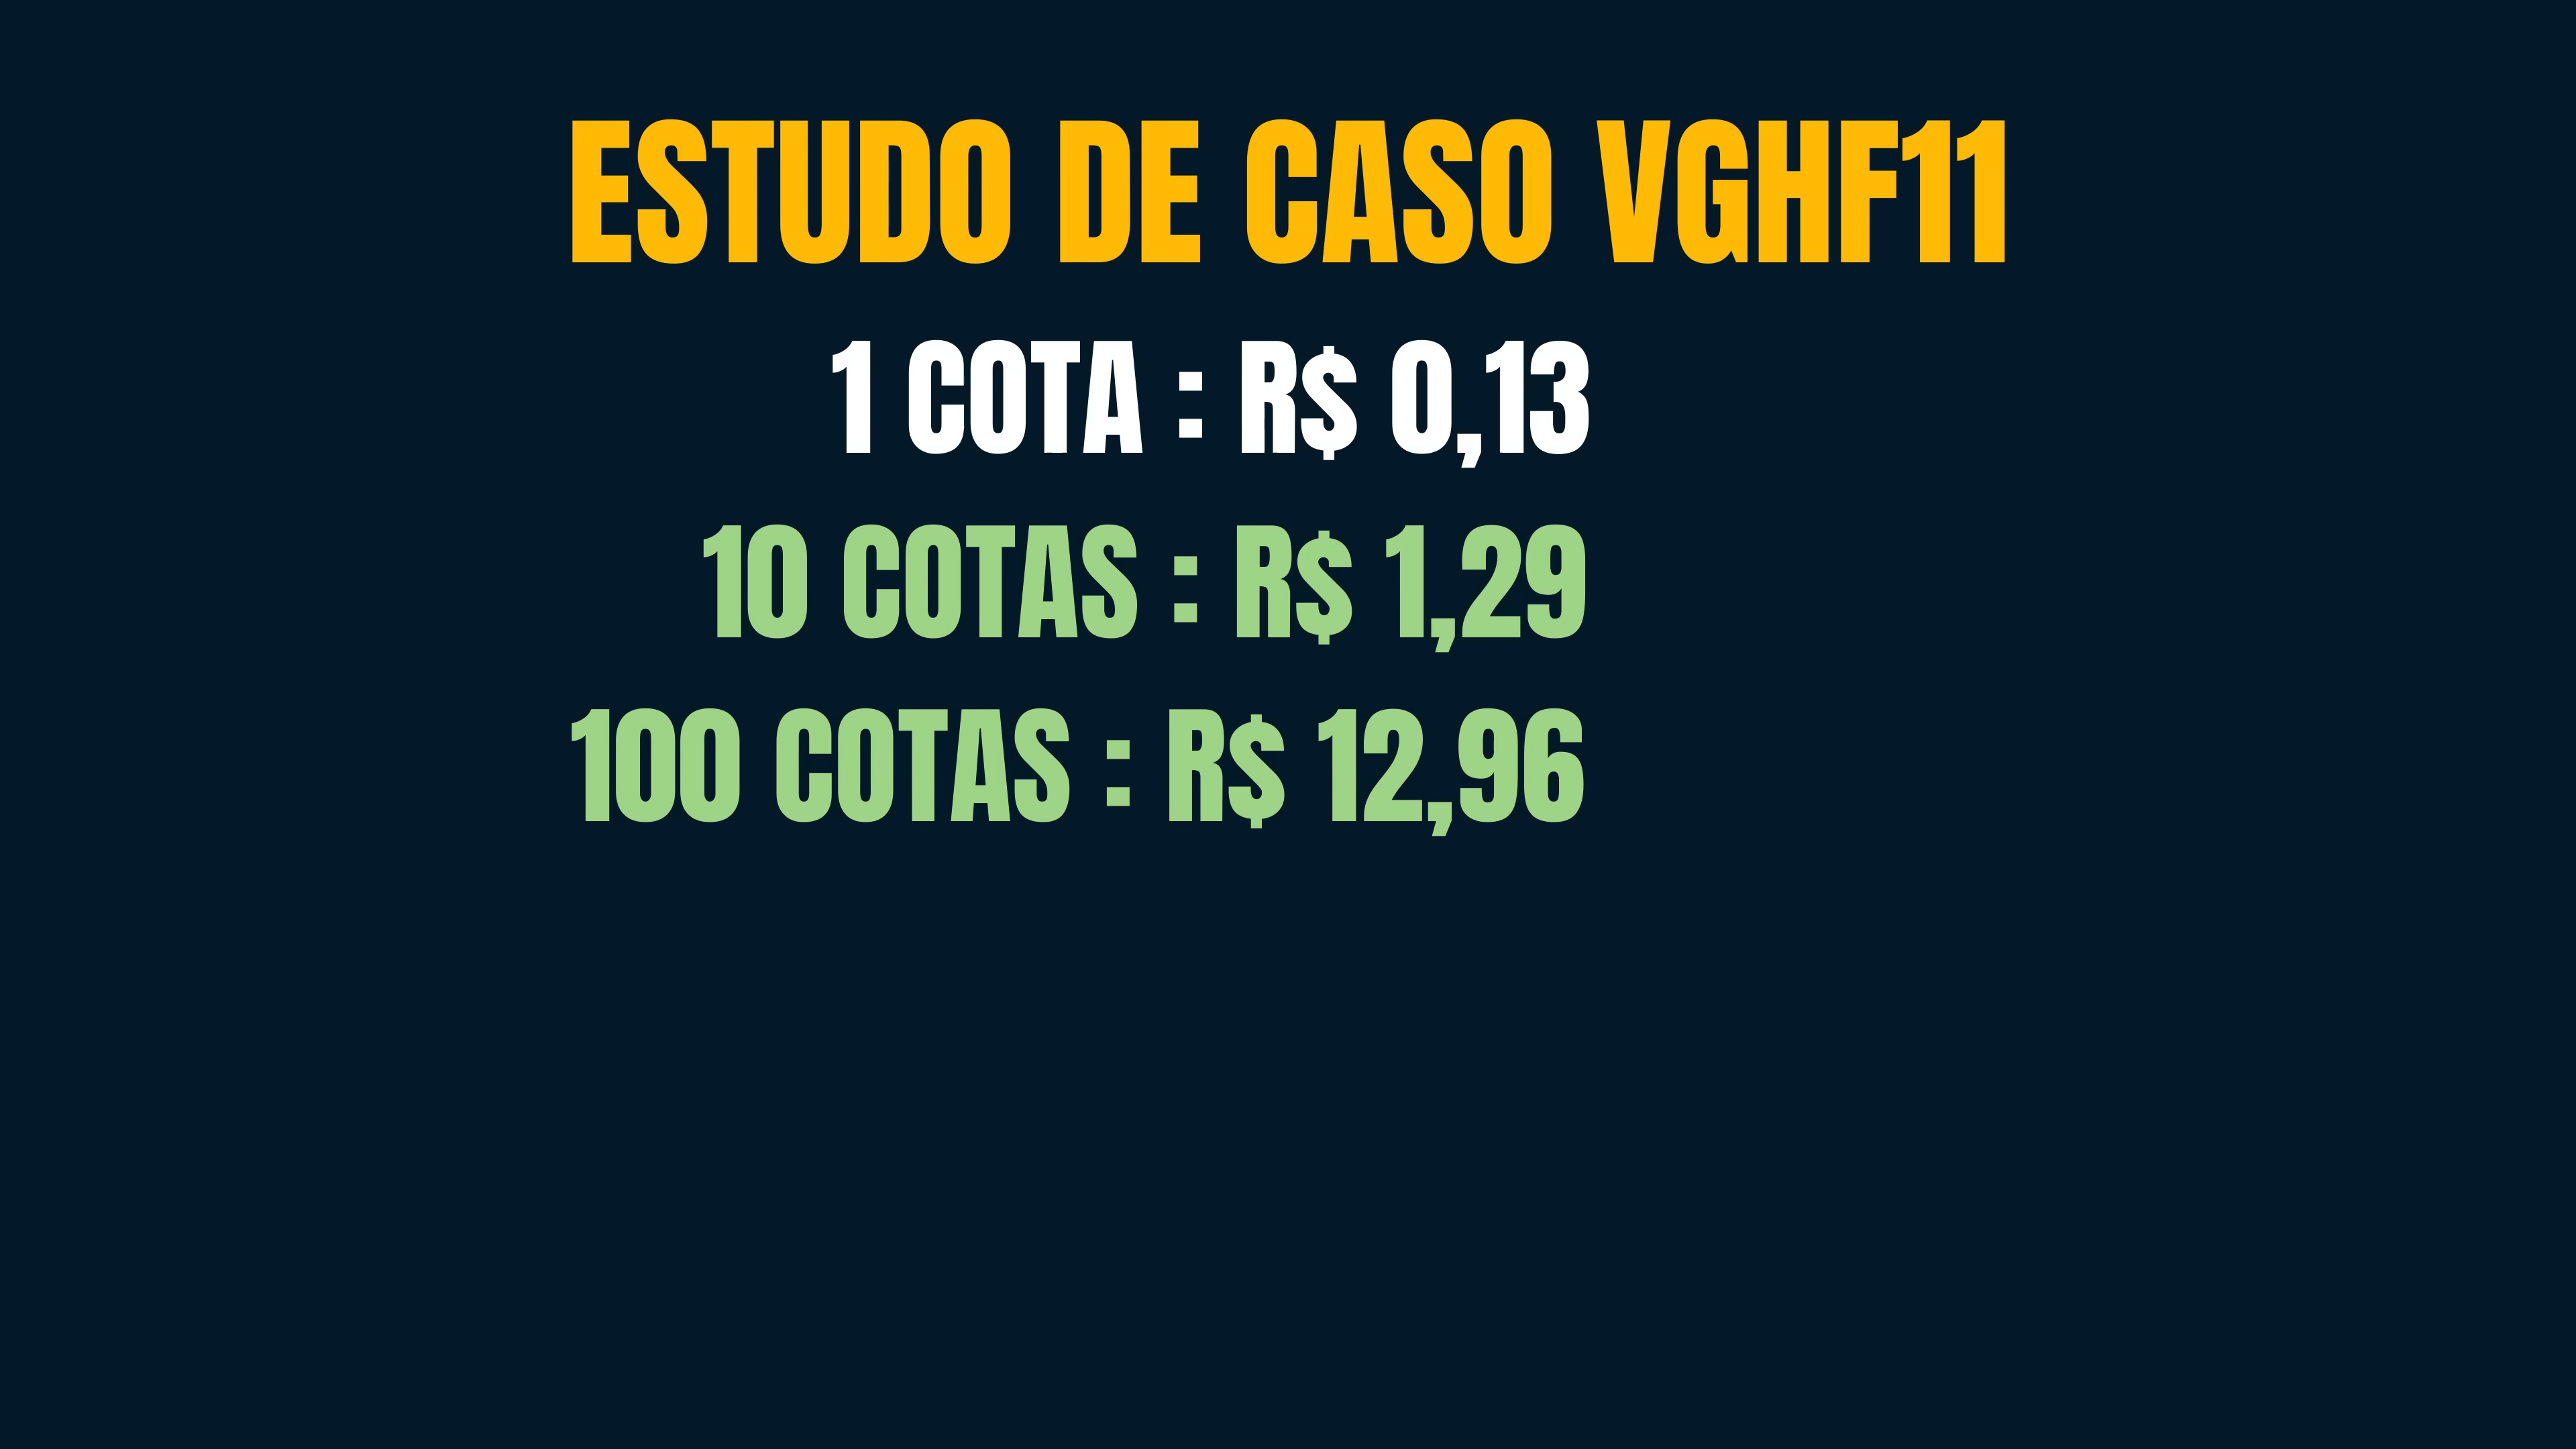 ESTUDO DE CASO VGHF11
1 COTA : R$ 0,13
10 COTAS : R$ 1,29
100 COTAS : R$ 12,96